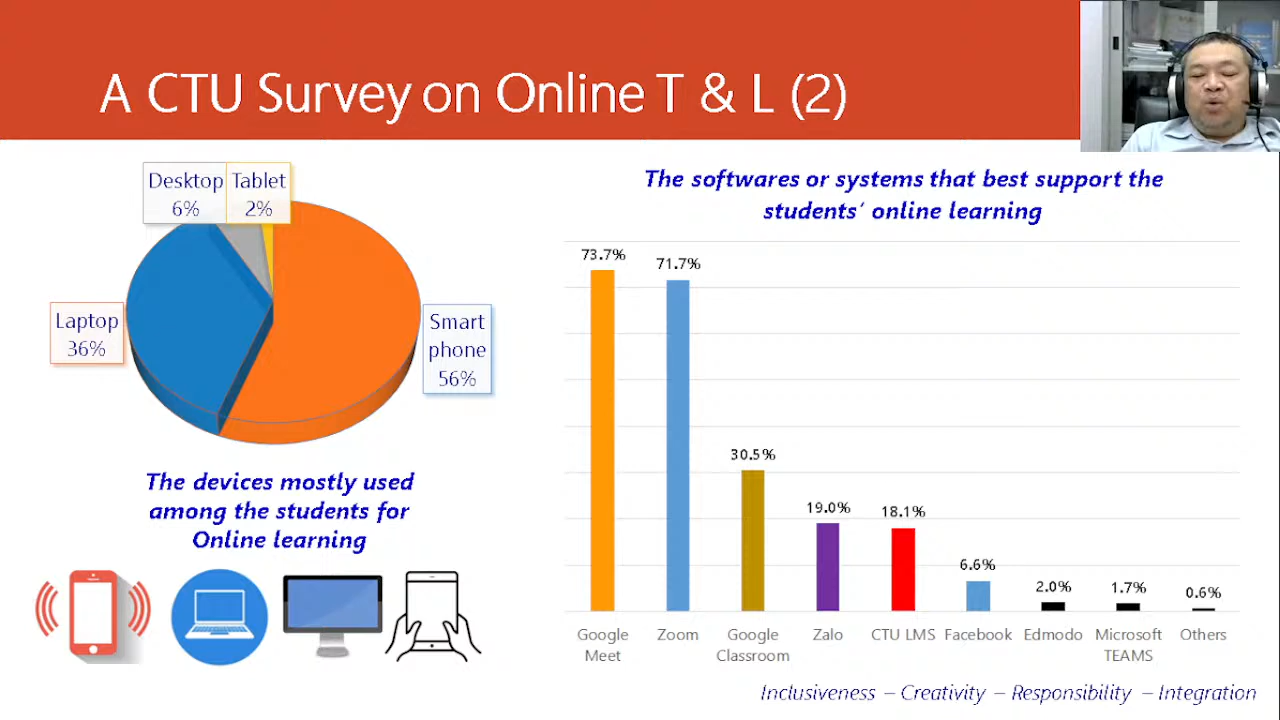 A CTU Survey on Online T & L (2)
Desktop
6%
Tablet
2%
Laptop
36%
Smart
phone
56%
The devices mostly used
among the students for
Online learning
The softwares or systems that best support the
students’ online learning
73.7%
71.7%
30.5%
19.0%
18.1%
6.6%
2.0%
1.7%
0.6%
Google
Meet
Zoom
Google
Classroom
Zalo
CTU LMS
Facebook
Edmodo
Microsoft
TEAMS
Others
Inclusiveness – Creativity – Responsibility – Integration